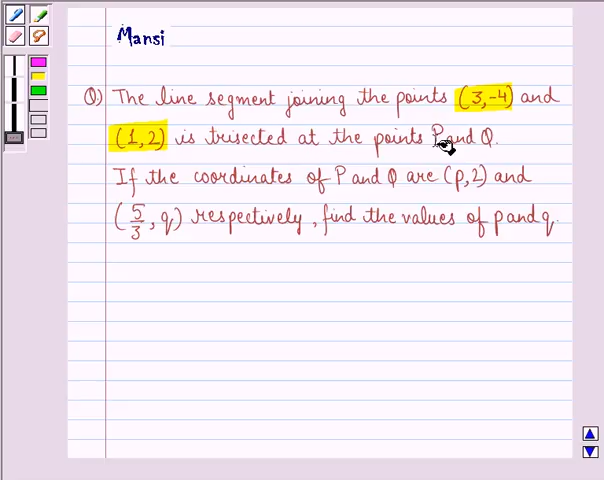 Mansi
Q) The line segment joining the points (3,-4) and
(1,2) is trisected at the points P and Q.
If the coordinates of P and Q are (p,2) and
(5/3, q) respectively, find the values of p and q.